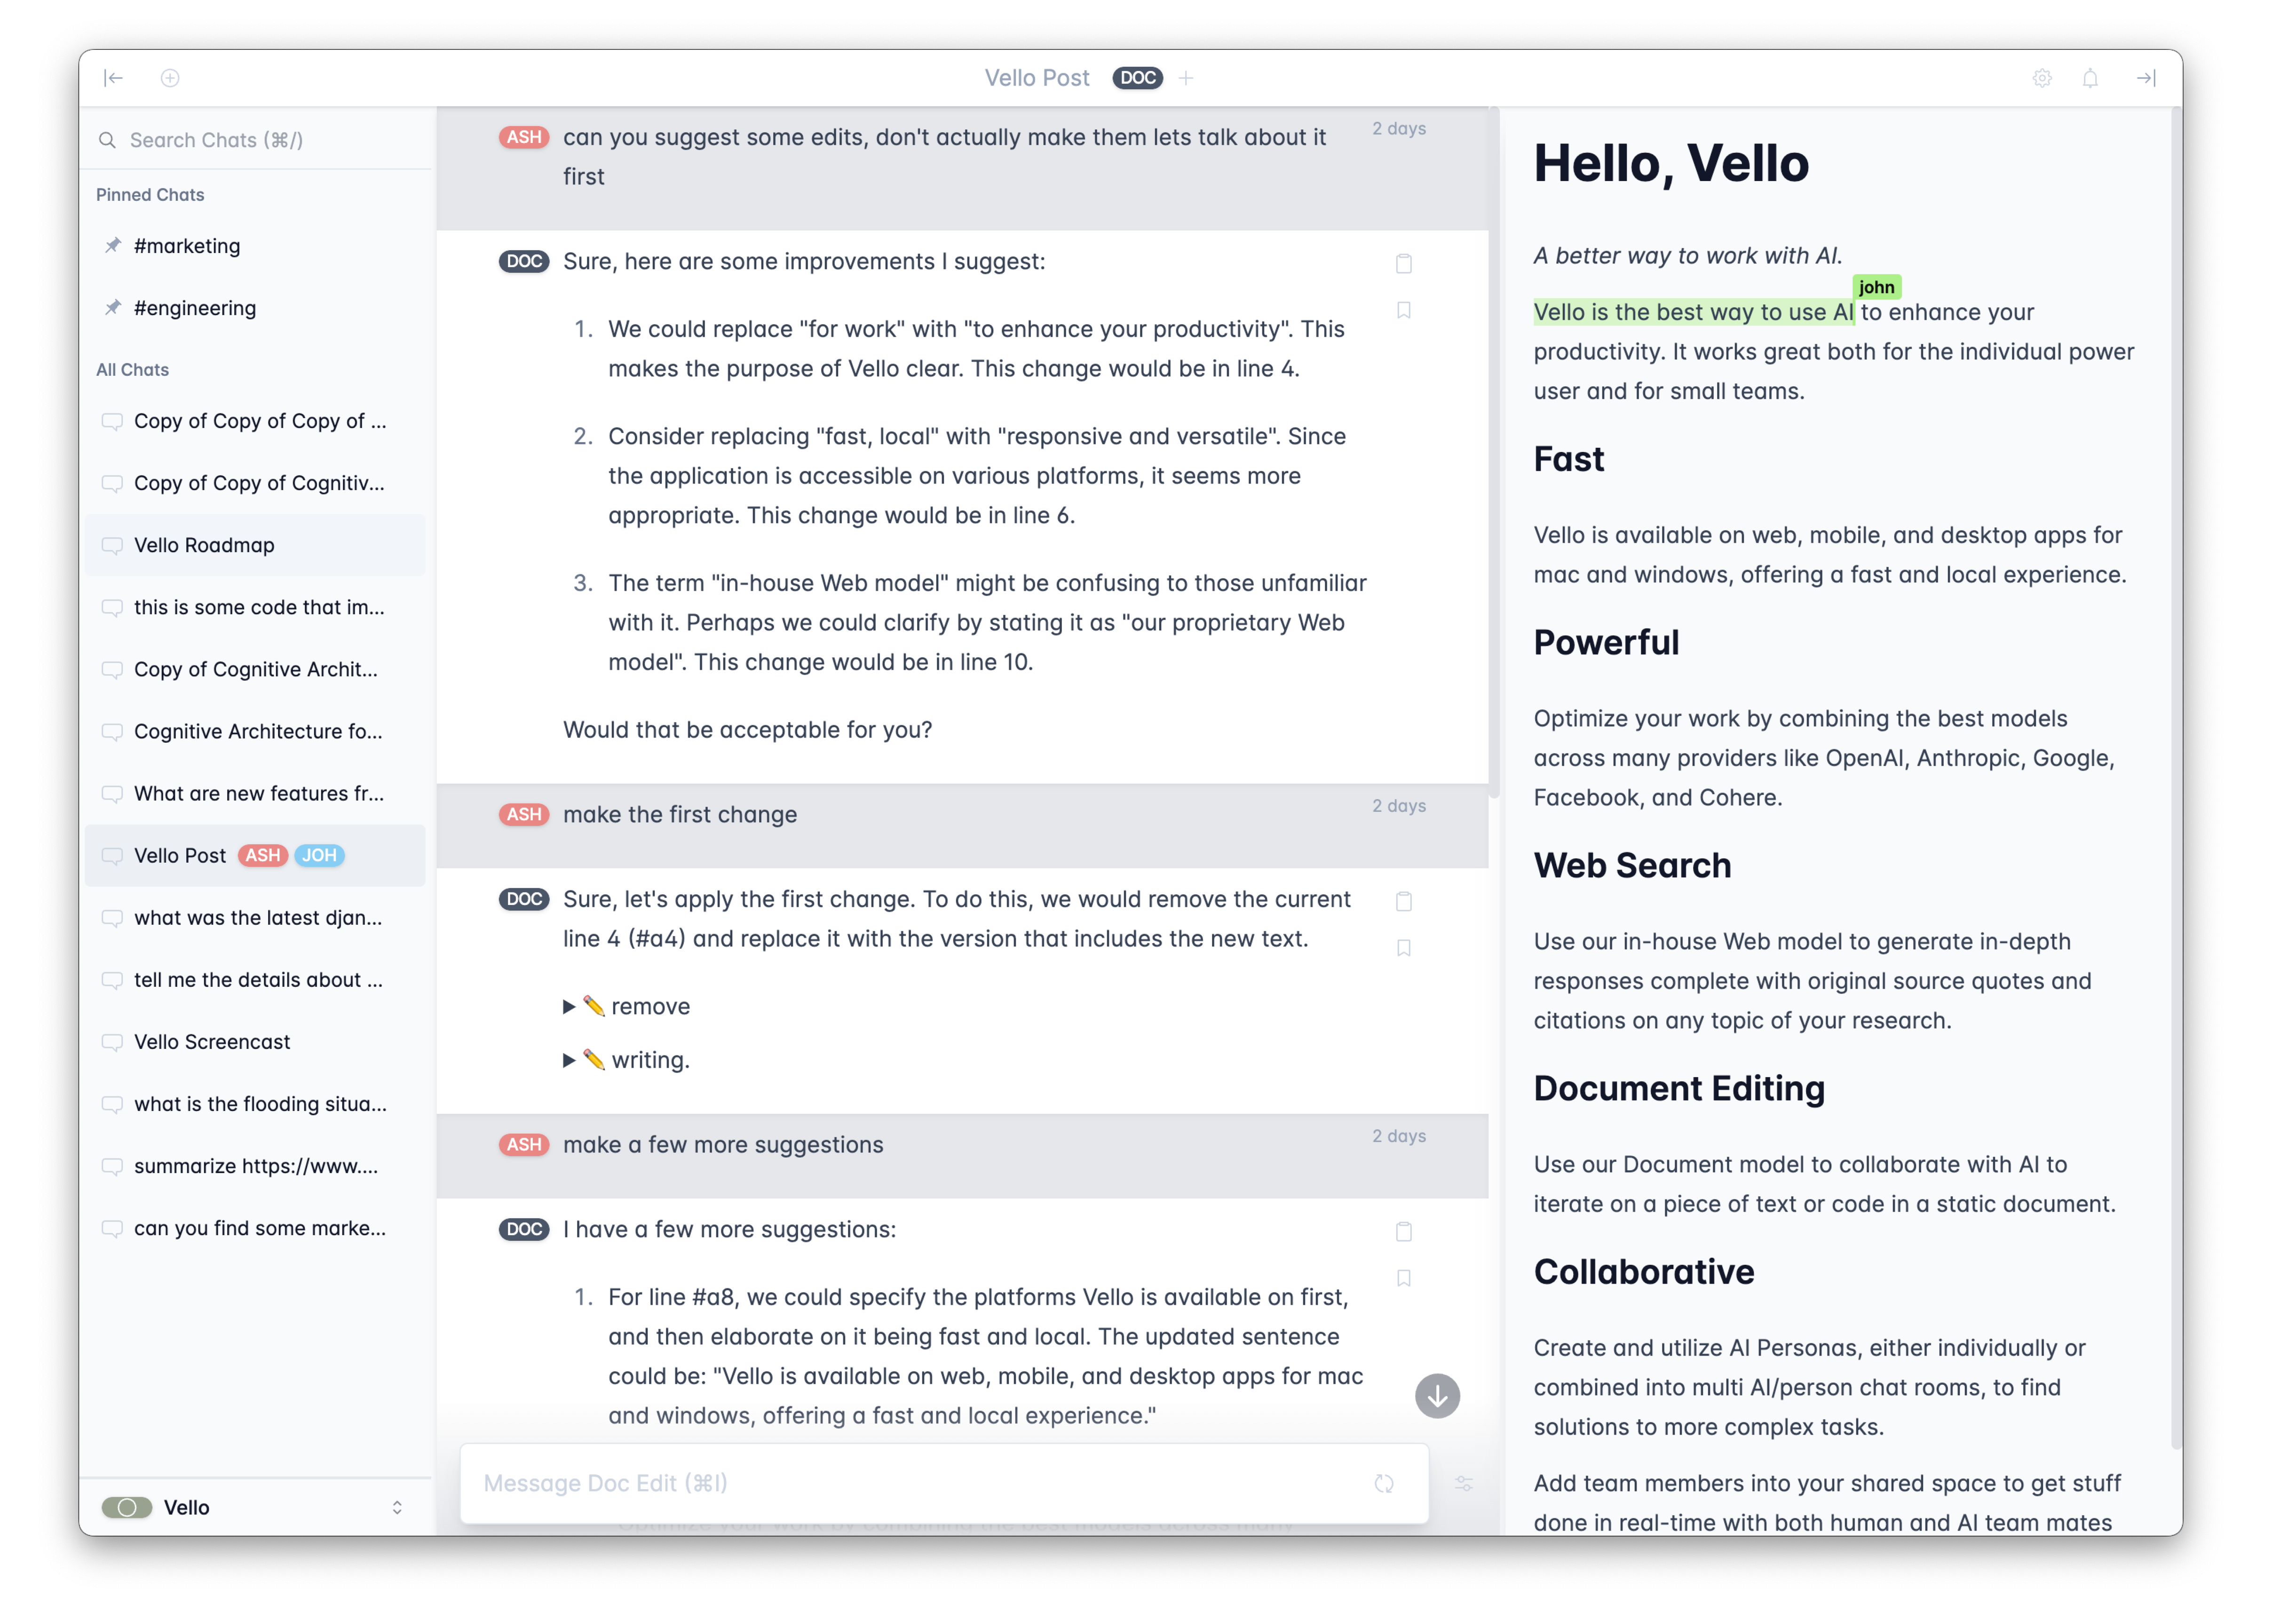 Vello Post DOC
Search Chats (⌘/)
Pinned Chats
#marketing
#engineering
All Chats
Copy of Copy of Copy of ...
Copy of Copy of Cognitiv...
Vello Roadmap
this is some code that im...
Copy of Cognitive Archit...
Cognitive Architecture fo...
What are new features fr...
Vello Post ASH JOH
what was the latest djan...
tell me the details about ...
Vello Screencast
what is the flooding situa...
summarize https://www....
can you find some marke...
Vello
ASH can you suggest some edits, don't actually make them lets talk about it 2 days
first
DOC Sure, here are some improvements I suggest:
1. We could replace "for work" with "to enhance your productivity". This
makes the purpose of Vello clear. This change would be in line 4.
2. Consider replacing "fast, local" with "responsive and versatile". Since
the application is accessible on various platforms, it seems more
appropriate. This change would be in line 6.
3. The term "in-house Web model" might be confusing to those unfamiliar
with it. Perhaps we could clarify by stating it as "our proprietary Web
model". This change would be in line 10.
Would that be acceptable for you?
ASH make the first change 2 days
DOC Sure, let's apply the first change. To do this, we would remove the current
line 4 (#a4) and replace it with the version that includes the new text.
▶ ✏️ remove
▶ ✏️ writing.
ASH make a few more suggestions 2 days
DOC I have a few more suggestions:
1. For line #a8, we could specify the platforms Vello is available on first,
and then elaborate on it being fast and local. The updated sentence
could be: "Vello is available on web, mobile, and desktop apps for mac
and windows, offering a fast and local experience."
Message Doc Edit (⌘I)
Optimize your work by combining the best models across many
Hello, Vello
A better way to work with AI.
john
Vello is the best way to use AI to enhance your
productivity. It works great both for the individual power
user and for small teams.
Fast
Vello is available on web, mobile, and desktop apps for
mac and windows, offering a fast and local experience.
Powerful
Optimize your work by combining the best models
across many providers like OpenAI, Anthropic, Google,
Facebook, and Cohere.
Web Search
Use our in-house Web model to generate in-depth
responses complete with original source quotes and
citations on any topic of your research.
Document Editing
Use our Document model to collaborate with AI to
iterate on a piece of text or code in a static document.
Collaborative
Create and utilize AI Personas, either individually or
combined into multi AI/person chat rooms, to find
solutions to more complex tasks.
Add team members into your shared space to get stuff
done in real-time with both human and AI team mates